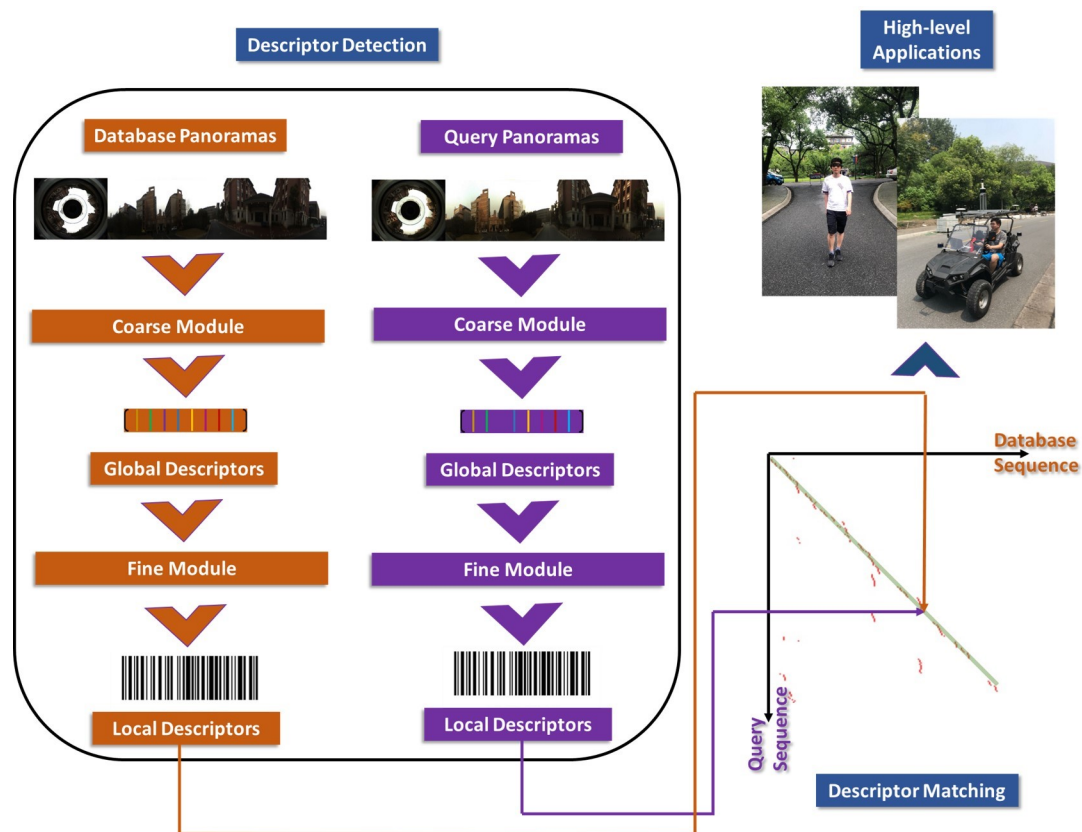 Descriptor Detection
High-level
Applications
Database Panoramas
Query Panoramas
Coarse Module
Coarse Module
Global Descriptors
Global Descriptors
Fine Module
Fine Module
Local Descriptors
Local Descriptors
Database
Sequence
Query
Sequence
Descriptor Matching